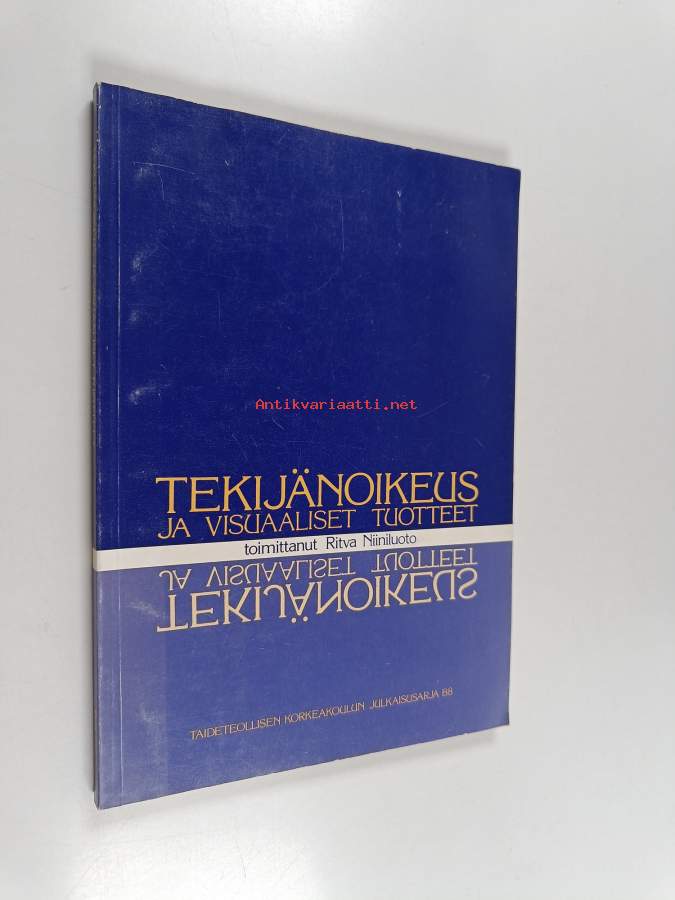 Antikvariaatti.net
TEKIJÄNOIKEUS
JA VISUAALISET TUOTTEET
toimittanut Ritva Niiniluoto
JA VISUAALISET TUOTTEET
TEKIJÄNOIKEUS
TAIDETEOLLISEN KORKEAKOULUN JULKAISUSARJA B8